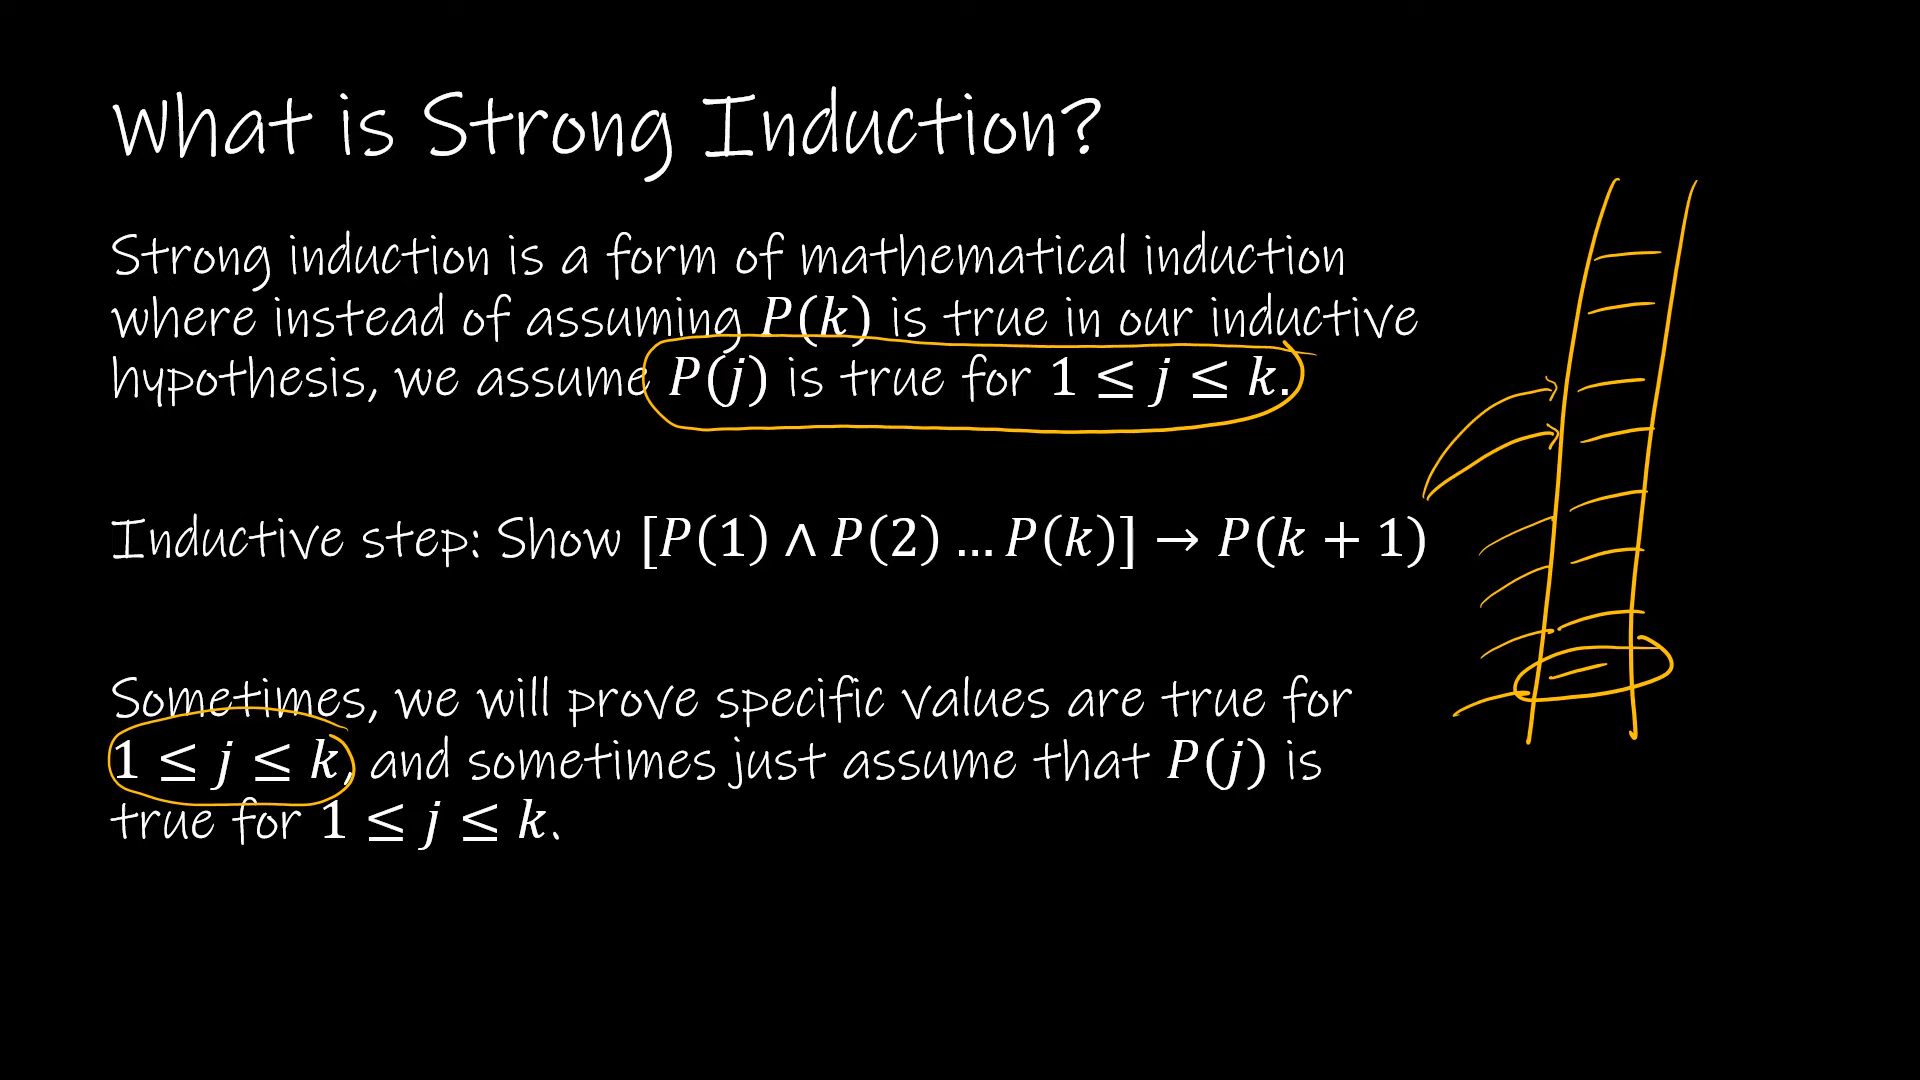 What is Strong Induction?
Strong induction is a form of mathematical induction
where instead of assuming P(k) is true in our inductive
hypothesis, we assume P(j) is true for 1 ≤ j ≤ k.
Inductive step: Show [P(1) ∧ P(2) … P(k)] → P(k + 1)
Sometimes, we will prove specific values are true for
1 ≤ j ≤ k, and sometimes just assume that P(j) is
true for 1 ≤ j ≤ k.